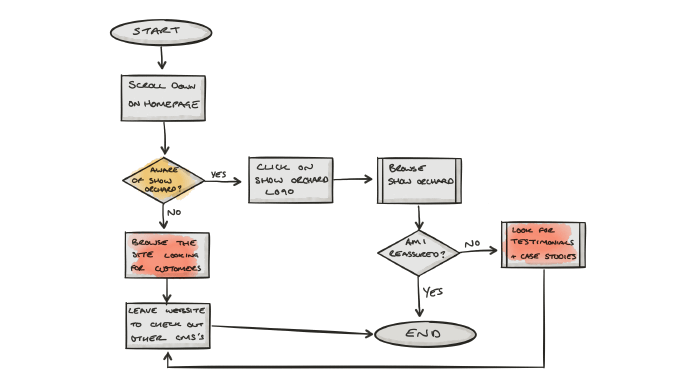 START
SCROLL DOWN
ON HOMEPAGE
AWARE
OF SHOW
ORCHARD?
YES
CLICK ON
SHOW ORCHARD
LOGO
BROWSE
SHOW ORCHARD
NO
BROWSE THE
SITE LOOKING
FOR CUSTOMERS
AM I
REASSURED?
NO
LOOK FOR
TESTIMONIALS
+ CASE STUDIES
YES
LEAVE WEBSITE
TO CHECK OUT
OTHER CMS'S
END